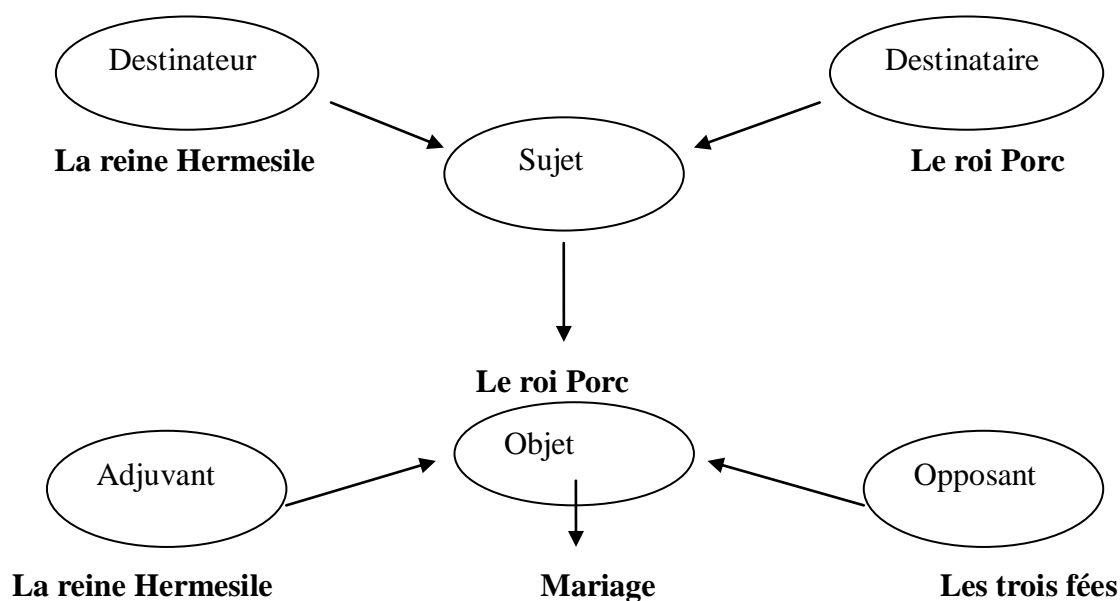 Destinateur
Destinataire
La reine Hermesile
Sujet
Le roi Porc
Le roi Porc
Objet
Adjuvant
Opposant
La reine Hermesile
Mariage
Les trois fées